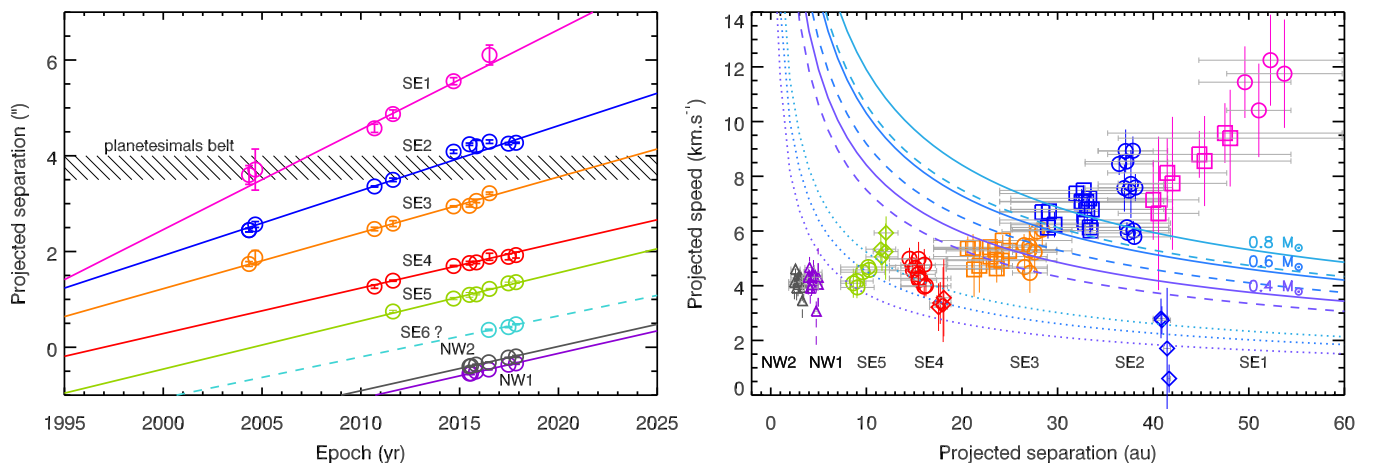 Projected separation (")
6
4
2
0
1995
2000
2005
2010
2015
2020
2025
Epoch (yr)
planetesimals belt
SE1
SE2
SE3
SE4
SE5
SE6 ?
NW2
NW1
Projected speed (km.s⁻¹)
14
12
10
8
6
4
2
0
0
10
20
30
40
50
60
Projected separation (au)
0.8 M☉
0.6 M☉
0.4 M☉
NW2 NW1 SE5 SE4 SE3 SE2 SE1